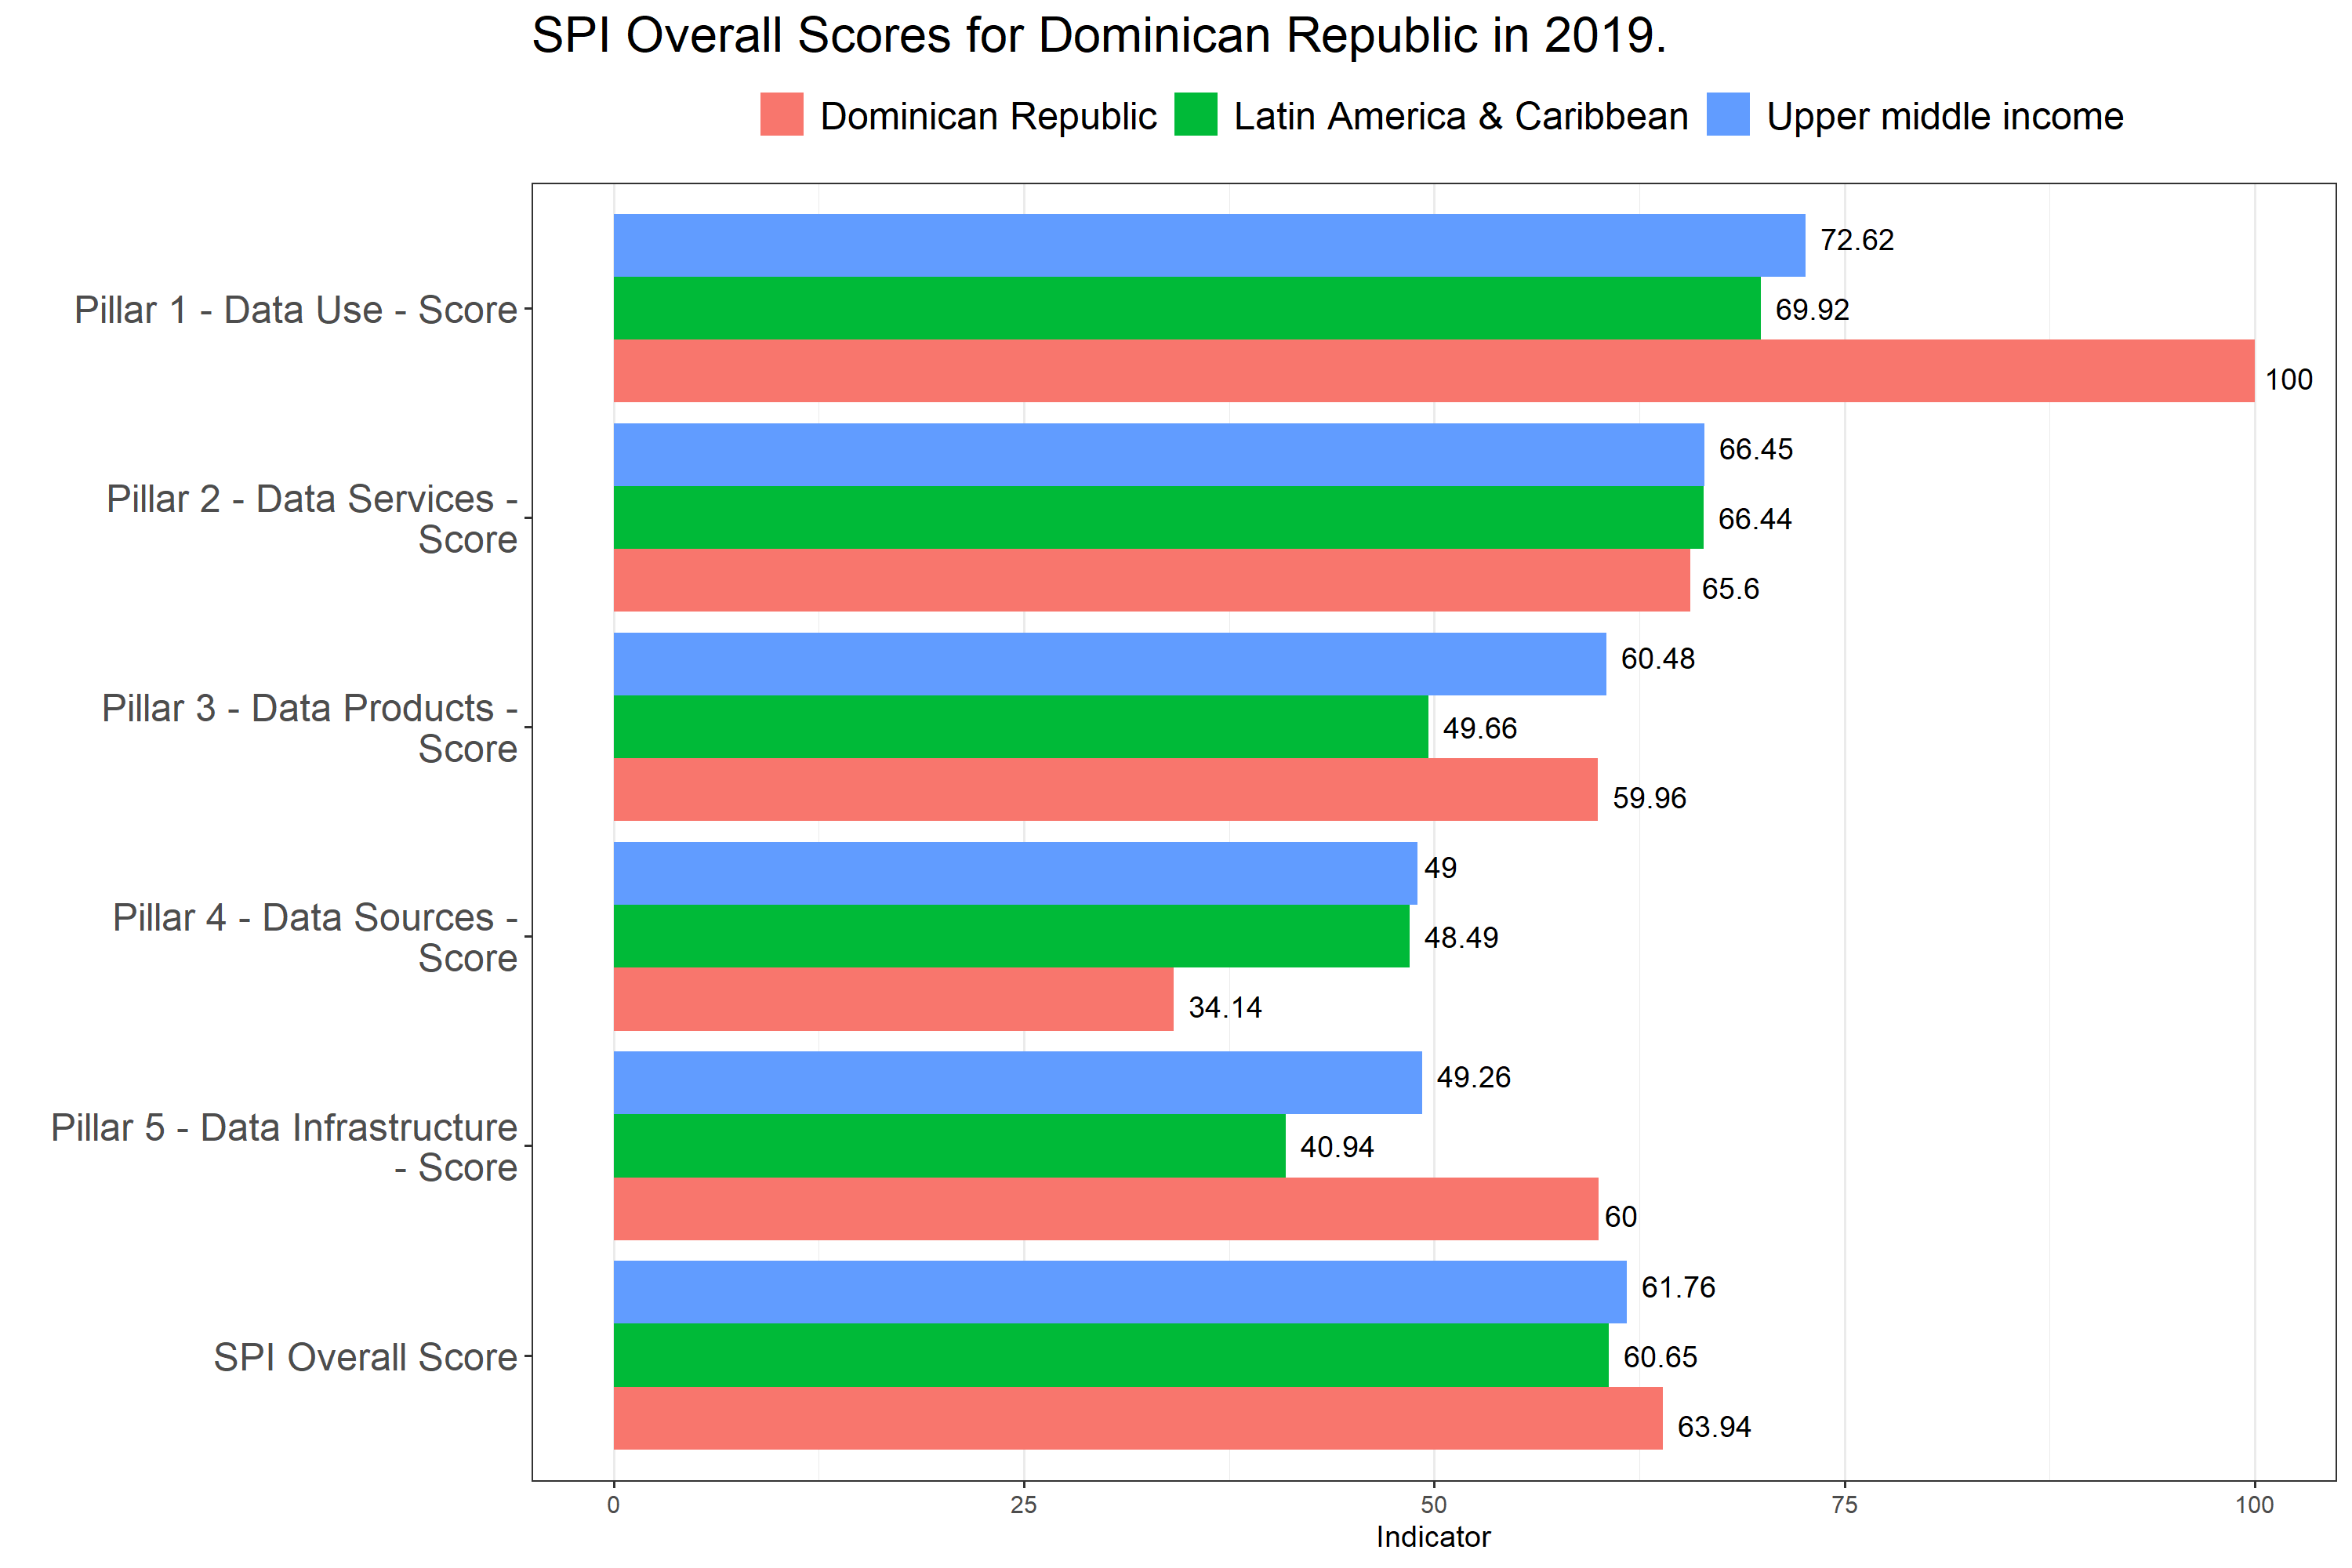 SPI Overall Scores for Dominican Republic in 2019.
Dominican Republic Latin America & Caribbean Upper middle income
Pillar 1 - Data Use - Score
72.62
69.92
100
Pillar 2 - Data Services -
Score
66.45
66.44
65.6
Pillar 3 - Data Products -
Score
60.48
49.66
59.96
Pillar 4 - Data Sources -
Score
49
48.49
34.14
Pillar 5 - Data Infrastructure
- Score
49.26
40.94
60
SPI Overall Score
61.76
60.65
63.94
0 25 50 75 100
Indicator